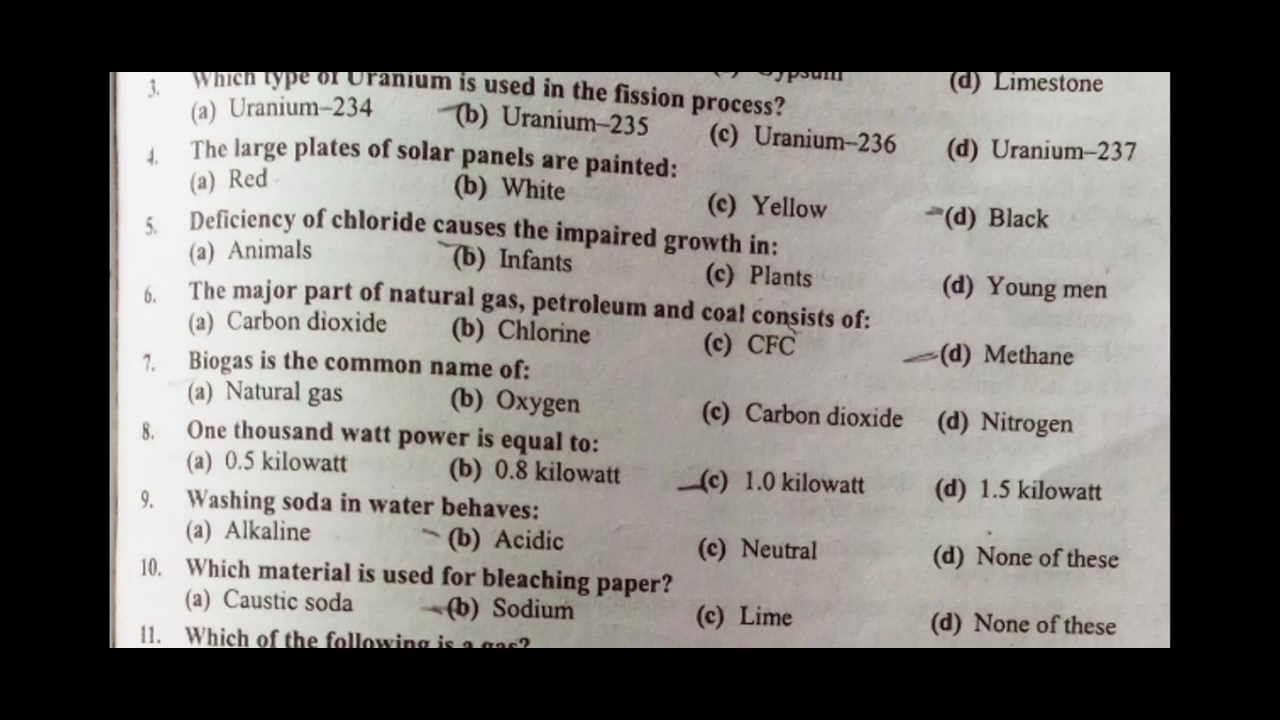 (d) Limestone
3. Which type of Uranium is used in the fission process?
(a) Uranium–234 (b) Uranium–235 (c) Uranium–236 (d) Uranium–237
4. The large plates of solar panels are painted:
(a) Red (b) White (c) Yellow (d) Black
5. Deficiency of chloride causes the impaired growth in:
(a) Animals (b) Infants (c) Plants (d) Young men
6. The major part of natural gas, petroleum and coal consists of:
(a) Carbon dioxide (b) Chlorine (c) CFC (d) Methane
7. Biogas is the common name of:
(a) Natural gas (b) Oxygen (c) Carbon dioxide (d) Nitrogen
8. One thousand watt power is equal to:
(a) 0.5 kilowatt (b) 0.8 kilowatt (c) 1.0 kilowatt (d) 1.5 kilowatt
9. Washing soda in water behaves:
(a) Alkaline (b) Acidic (c) Neutral (d) None of these
10. Which material is used for bleaching paper?
(a) Caustic soda (b) Sodium (c) Lime (d) None of these
11. Which of the following is a gas?